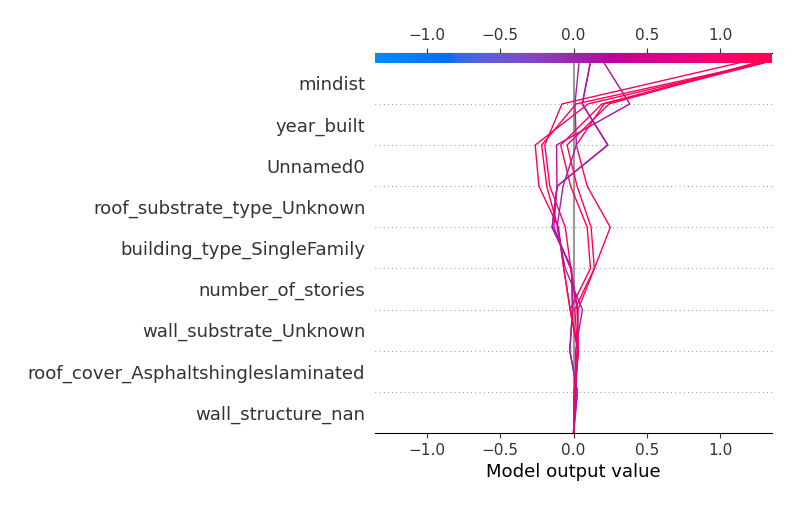 −1.0 −0.5 0.0 0.5 1.0
mindist
year_built
Unnamed0
roof_substrate_type_Unknown
building_type_SingleFamily
number_of_stories
wall_substrate_Unknown
roof_cover_Asphaltshingleslaminated
wall_structure_nan
−1.0 −0.5 0.0 0.5 1.0
Model output value